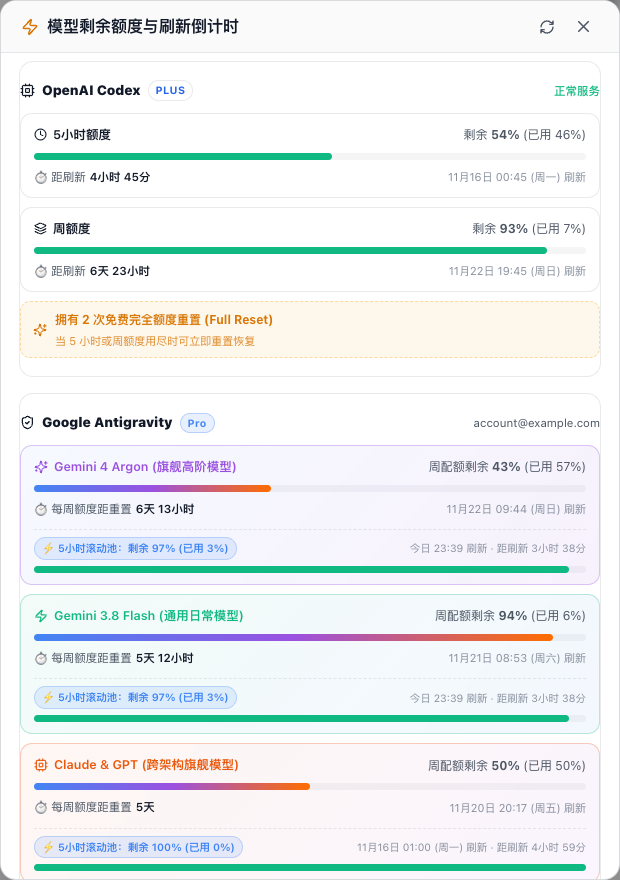 模型剩余额度与刷新倒计时
OpenAI Codex PLUS 正常服务
5小时额度 剩余 54% (已用 46%)
距刷新 4小时 45分 11月16日 00:45 (周一) 刷新
周额度 剩余 93% (已用 7%)
距刷新 6天 23小时 11月22日 19:45 (周日) 刷新
拥有 2 次免费完全额度重置 (Full Reset)
当 5 小时或周额度用尽时可立即重置恢复
Google Antigravity Pro account@example.com
Gemini 4 Argon (旗舰高阶模型) 周配额剩余 43% (已用 57%)
每周额度距重置 6天 13小时 11月22日 09:44 (周日) 刷新
5小时滚动池: 剩余 97% (已用 3%) 今日 23:39 刷新 · 距刷新 3小时 38分
Gemini 3.8 Flash (通用日常模型) 周配额剩余 94% (已用 6%)
每周额度距重置 5天 12小时 11月21日 08:53 (周六) 刷新
5小时滚动池: 剩余 97% (已用 3%) 今日 23:39 刷新 · 距刷新 3小时 38分
Claude & GPT (跨架构旗舰模型) 周配额剩余 50% (已用 50%)
每周额度距重置 5天 11月20日 20:17 (周五) 刷新
5小时滚动池: 剩余 100% (已用 0%) 11月16日 01:00 (周一) 刷新 · 距刷新 4小时 59分